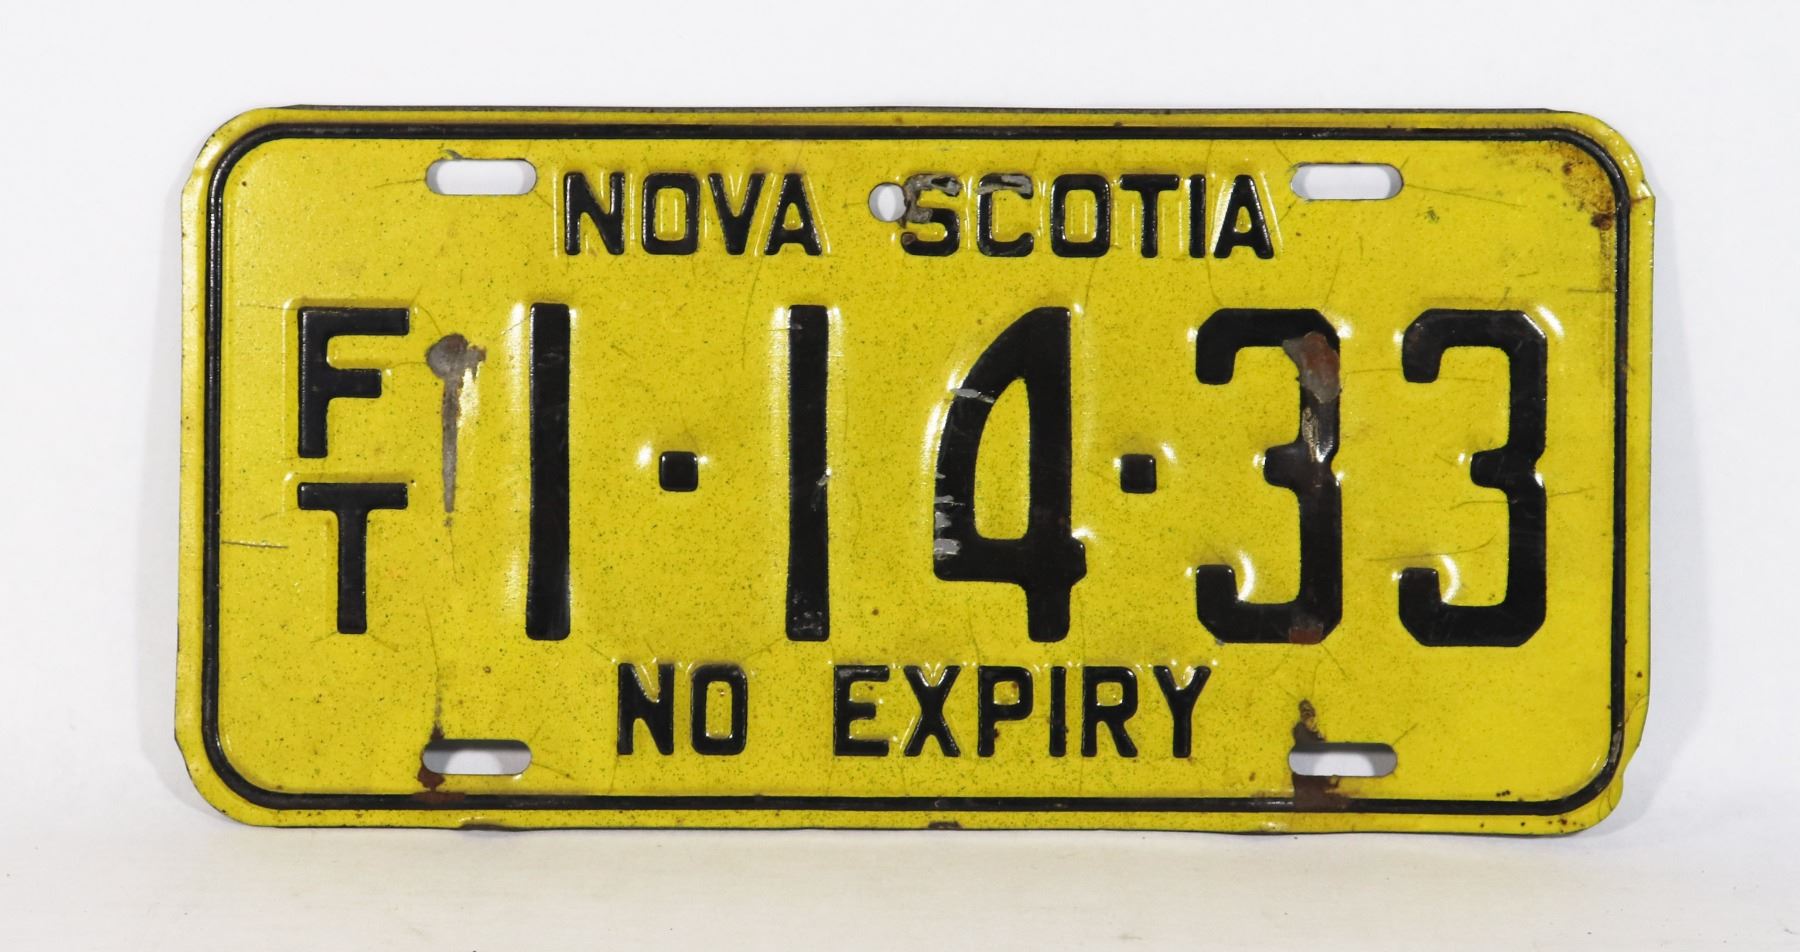 NOVA SCOTIA
FT 1·14·33
NO EXPIRY